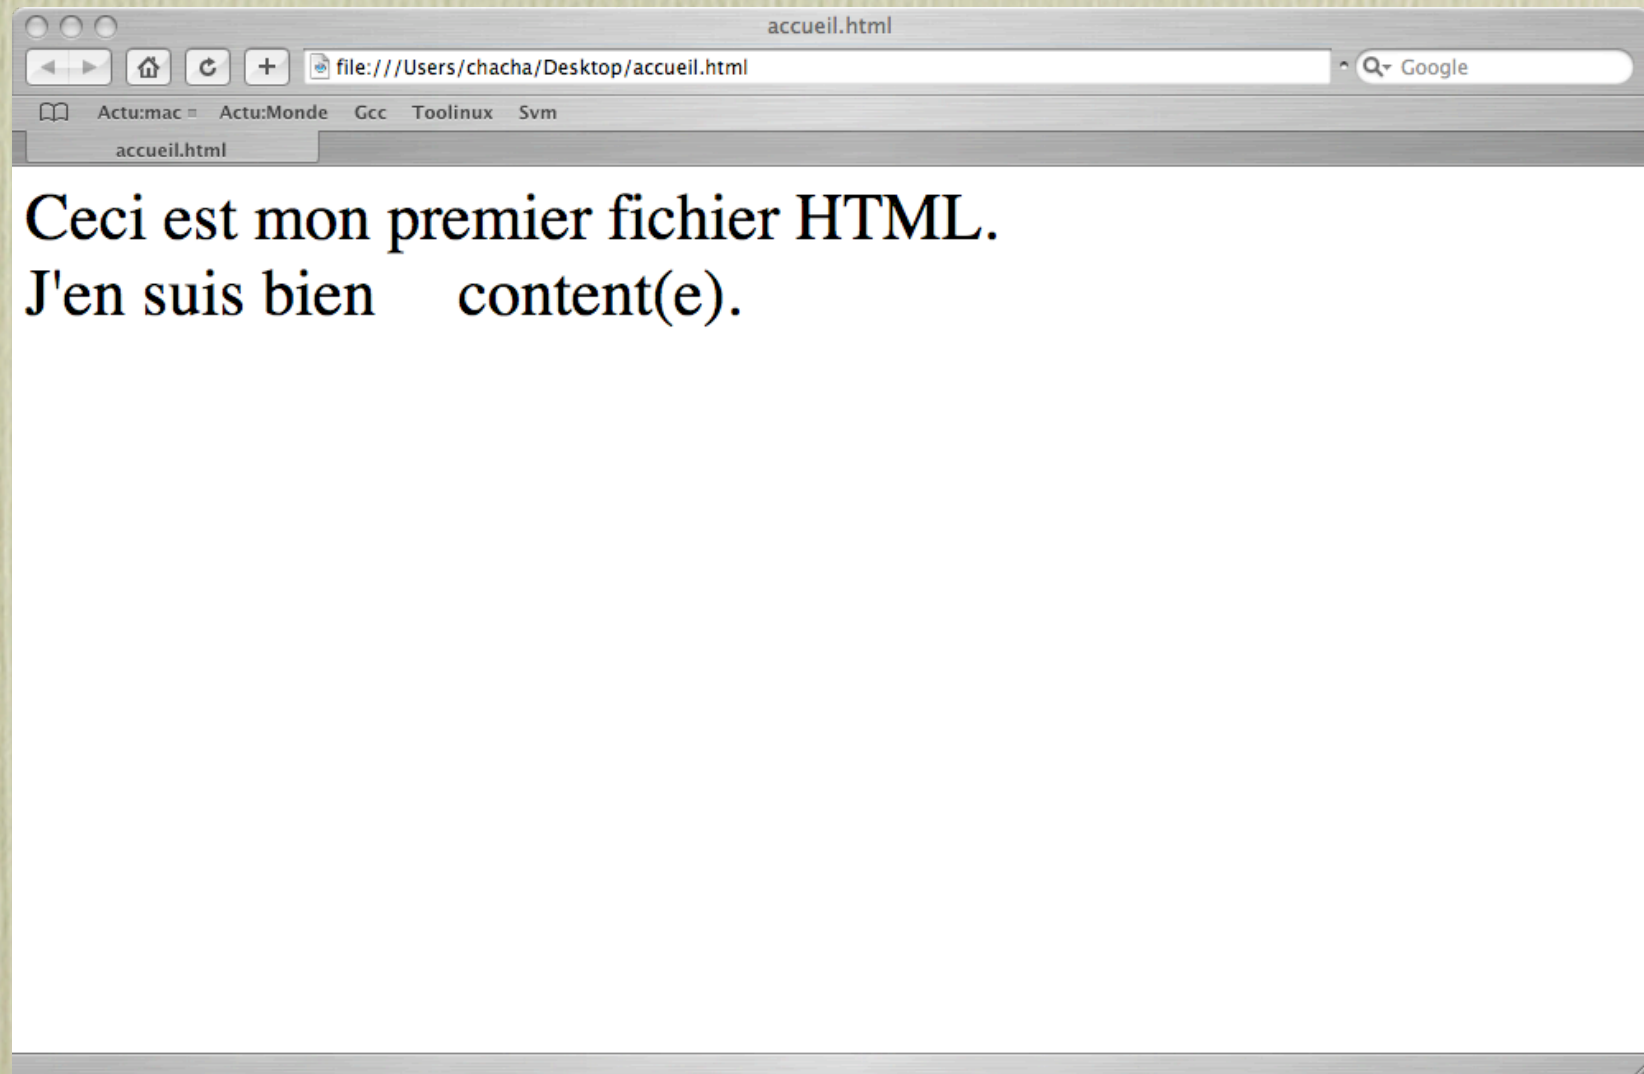 accueil.html
file:///Users/chacha/Desktop/accueil.html
Google
Actu:mac Actu:Monde Gcc Toolinux Svm
accueil.html
Ceci est mon premier fichier HTML.
J'en suis bien     content(e).